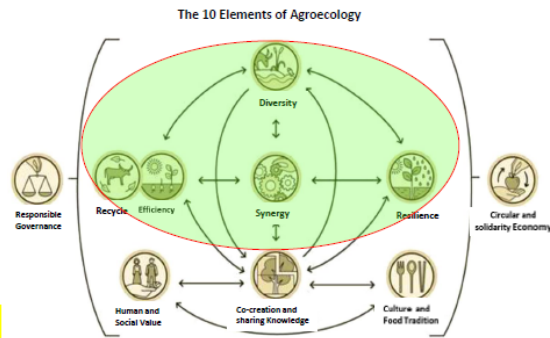 The 10 Elements of Agroecology
Diversity
Recycle
Efficiency
Synergy
Resilience
Responsible
Governance
Circular and
solidarity Economy
Human and
Social Value
Co-creation and
sharing Knowledge
Culture and
Food Tradition